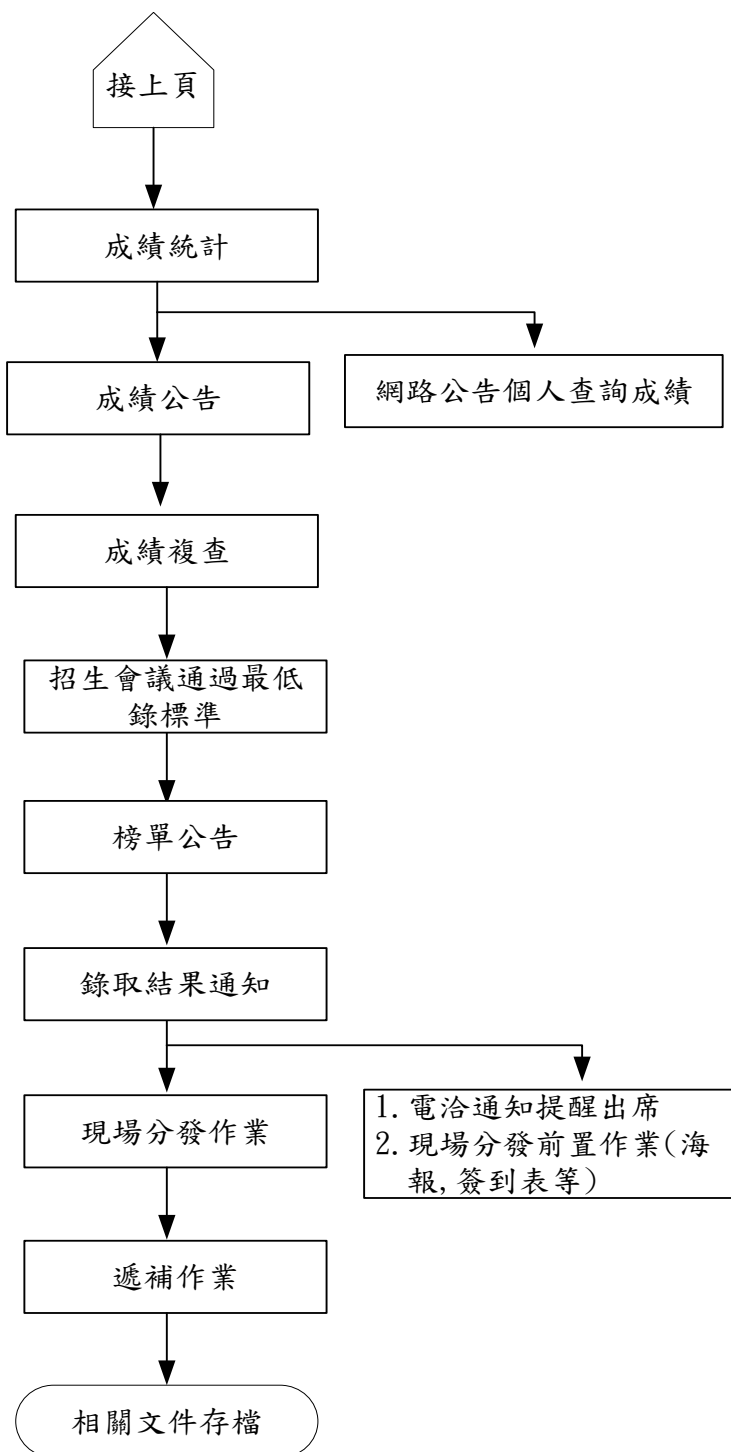 接上頁
成績統計
成績公告
網路公告個人查詢成績
成績複查
招生會議通過最低
錄標準
榜單公告
錄取結果通知
現場分發作業
1. 電洽通知提醒出席
2. 現場分發前置作業(海
報, 簽到表等)
遞補作業
相關文件存檔